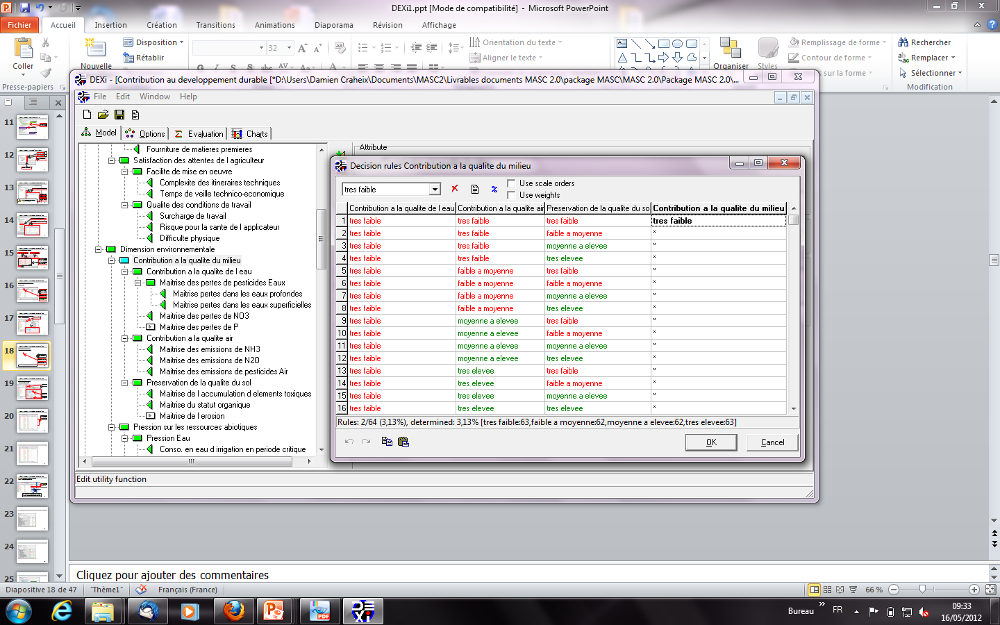 DEXi1.ppt [Mode de compatibilité] - Microsoft PowerPoint
Fichier Accueil Insertion Création Transitions Animations Diaporama Révision Affichage
Coller
Presse-papiers
Nouvelle
Disposition
Rétablir
32
Orientation du texte
Aligner le texte
Organiser
Styles
Remplissage de forme
Contour de forme
sur la forme
Rechercher
Remplacer
Sélectionner
Modification
DEXi - [Contribution au developpement durable [*D:\Users\Damien Craheix\Documents\MASC2\Livrables documents MASC 2.0\package MASC\MASC 2.0\Package MASC 2.0\...
File Edit Window Help
Model Options Evaluation Charts
Fourniture de matieres premieres
Satisfaction des attentes de l agriculteur
Facilite de mise en oeuvre
Complexite des itineraires techniques
Temps de veille technico-economique
Qualite des conditions de travail
Surcharge de travail
Risque pour la sante de l applicateur
Difficulte physique
Dimension environnementale
Contribution a la qualite du milieu
Contribution a la qualite de l eau
Maitrise des pertes de pesticides Eaux
Maitrise pertes dans les eaux profondes
Maitrise pertes dans les eaux superficielles
Maitrise des pertes de NO3
Maitrise des pertes de P
Contribution a la qualite air
Maitrise des emissions de NH3
Maitrise des emissions de N2O
Maitrise des emissions de pesticides Air
Preservation de la qualite du sol
Maitrise de l accumulation d elements toxiques
Maitrise du statut organique
Maitrise de l erosion
Pression sur les ressources abiotiques
Pression Eau
Conso. en eau d irrigation en periode critique
Attribute
Decision rules Contribution a la qualite du milieu
tres faible
%
Use scale orders
Use weights
Contribution a la qualite de l eau Contribution a la qualite air Preservation de la qualite du so Contribution a la qualite du milieu
1 tres faible tres faible tres faible tres faible
2 tres faible tres faible faible a moyenne *
3 tres faible tres faible moyenne a elevee *
4 tres faible tres faible tres elevee *
5 tres faible faible a moyenne tres faible *
6 tres faible faible a moyenne faible a moyenne *
7 tres faible faible a moyenne moyenne a elevee *
8 tres faible faible a moyenne tres elevee *
9 tres faible moyenne a elevee tres faible *
10 tres faible moyenne a elevee faible a moyenne *
11 tres faible moyenne a elevee moyenne a elevee *
12 tres faible moyenne a elevee tres elevee *
13 tres faible tres elevee tres faible *
14 tres faible tres elevee faible a moyenne *
15 tres faible tres elevee moyenne a elevee *
16 tres faible tres elevee tres elevee *
Rules: 2/64 (3,13%), determined: 3,13% [tres faible:63,faible a moyenne:62,moyenne a elevee:62,tres elevee:63]
OK Cancel
Edit utility function
11
12
13
14
15
16
17
18
19
20
21
22
23
24
25
Cliquez pour ajouter des commentaires
Diapositive 18 de 47 "Thème1" Français (France) 66 %
PDF
Bureau » FR
09:33
16/05/2012